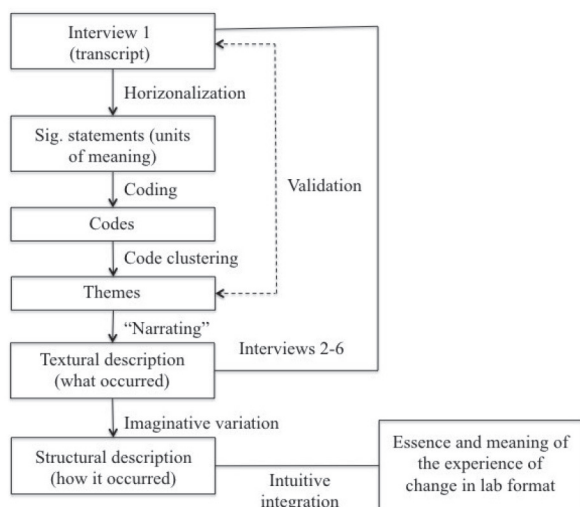 Interview 1
(transcript)
Horizonalization
Sig. statements (units
of meaning)
Validation
Coding
Codes
Code clustering
Themes
“Narrating”
Interviews 2-6
Textural description
(what occurred)
Imaginative variation
Structural description
(how it occurred)
Intuitive
integration
Essence and meaning of
the experience of
change in lab format